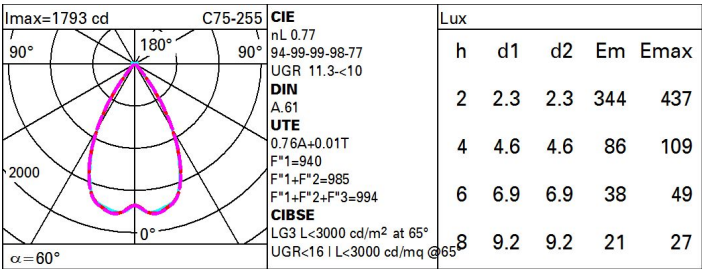 Imax=1793 cd C75-255
90° 180° 90°
2000
0°
α=60°
CIE
nL 0.77
94-99-99-98-77
UGR 11.3-<10
DIN
A.61
UTE
0.76A+0.01T
F"1=940
F"1+F"2=985
F"1+F"2+F"3=994
CIBSE
LG3 L<3000 cd/m² at 65°
UGR<16 | L<3000 cd/mq @65°
Lux
h d1 d2 Em Emax
2 2.3 2.3 344 437
4 4.6 4.6 86 109
6 6.9 6.9 38 49
8 9.2 9.2 21 27